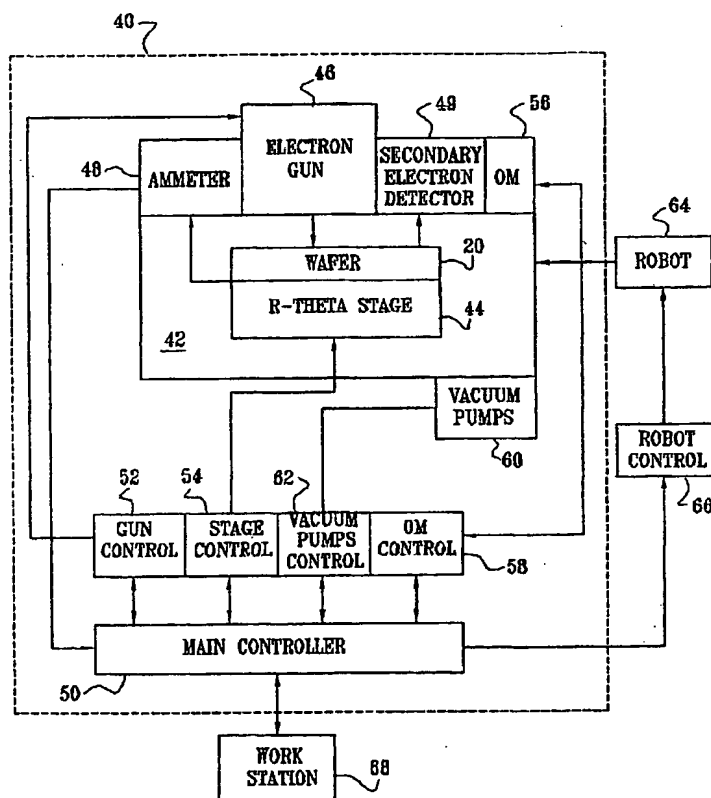 40
46
49
56
48
AMMETER
ELECTRON
GUN
SECONDARY
ELECTRON
DETECTOR
OM
64
ROBOT
WAFER
20
R-THETA STAGE
44
42
VACUUM
PUMPS
60
ROBOT
CONTROL
66
52
54
62
GUN
CONTROL
STAGE
CONTROL
VACUUM
PUMPS
CONTROL
OM
CONTROL
58
MAIN CONTROLLER
50
WORK
STATION
68